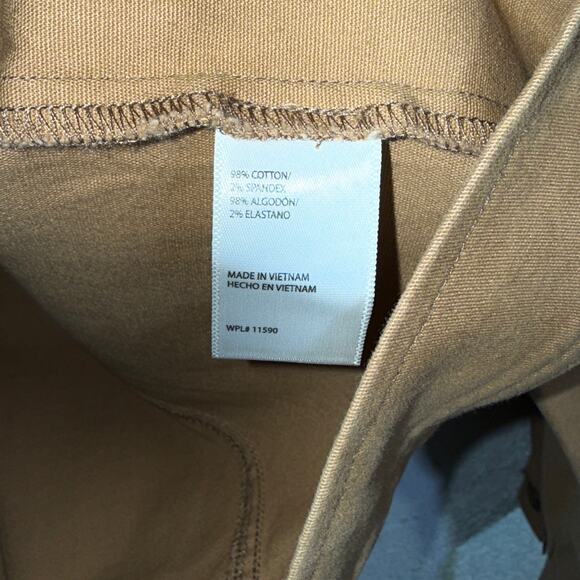 98% COTTON/
2% SPANDEX
98% ALGODÓN/
2% ELASTANO
MADE IN VIETNAM
HECHO EN VIETNAM
WPL# 11590